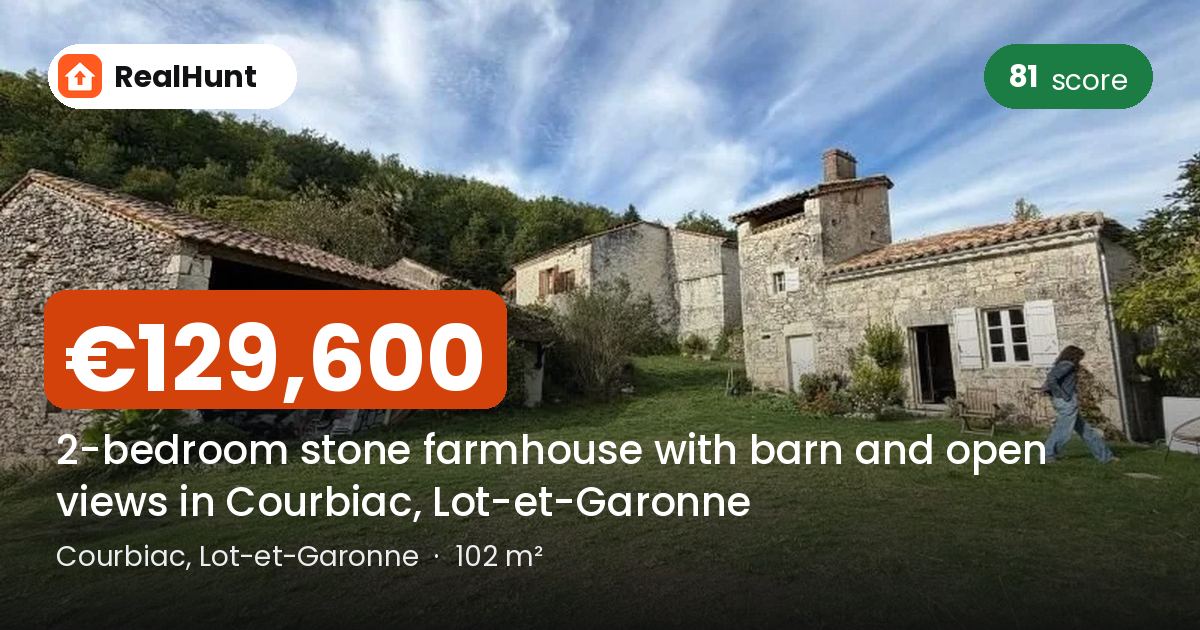 RealHunt
81 score
€129,600
2-bedroom stone farmhouse with barn and open
views in Courbiac, Lot-et-Garonne
Courbiac, Lot-et-Garonne · 102 m²